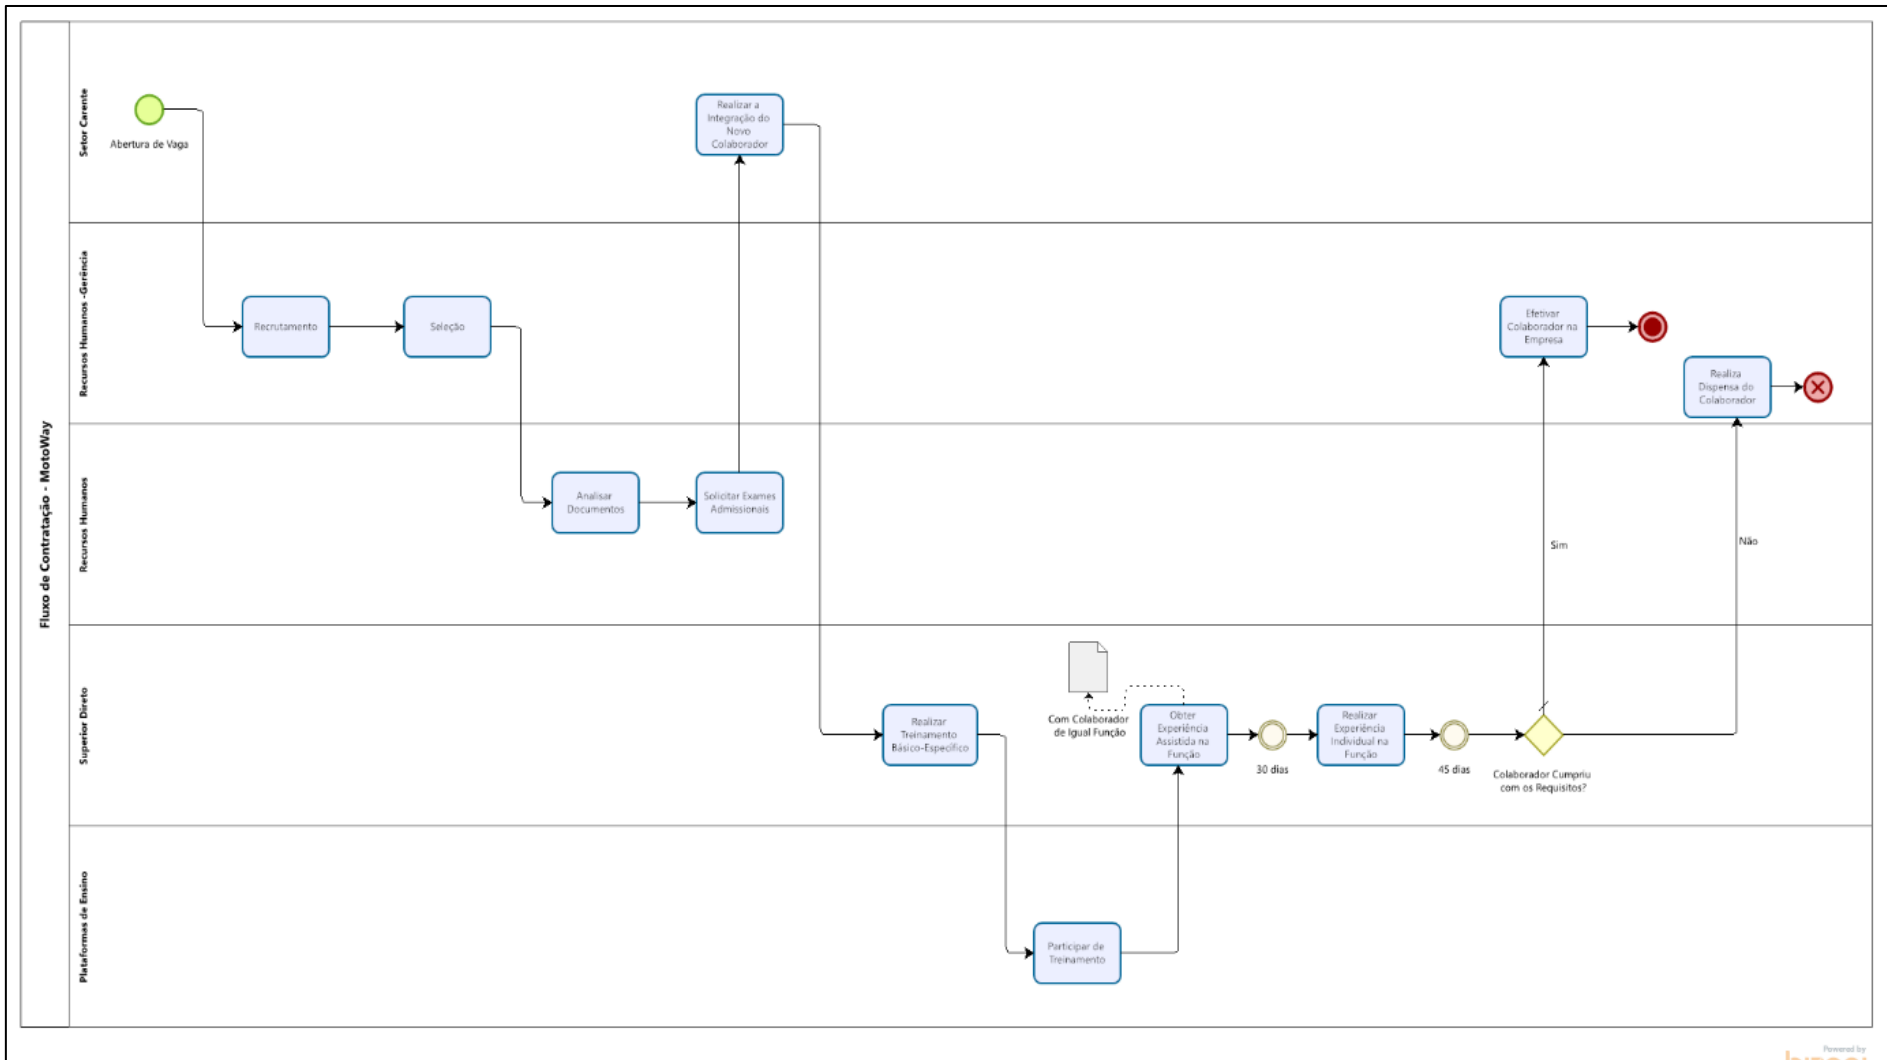 Fluxo de Contratação - MotoWay
Setor Carente
Abertura de Vaga
Realizar a
Integração do
Novo
Colaborador
Recursos Humanos -Gerência
Recrutamento
Seleção
Efetivar
Colaborador na
Empresa
Realiza
Dispensa do
Colaborador
Recursos Humanos
Analisar
Documentos
Solicitar Exames
Admissionais
Sim
Não
Superior Direto
Realizar
Treinamento
Básico-Específico
Com Colaborador
de Igual Função
Obter
Experiência
Assistida na
Função
30 dias
Realizar
Experiência
Individual na
Função
45 dias
Colaborador Cumpriu
com os Requisitos?
Plataformas de Ensino
Participar de
Treinamento
Powered by